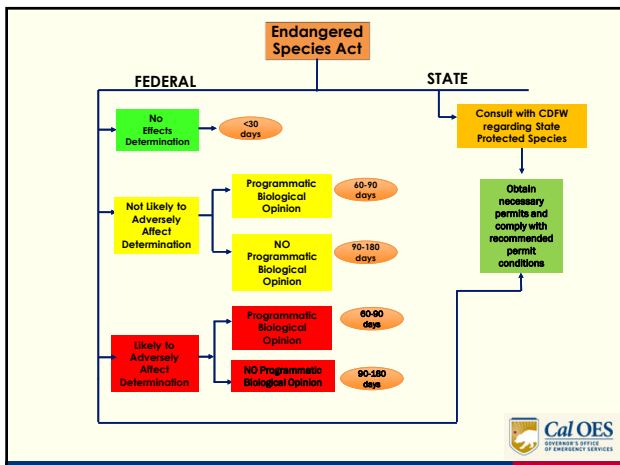 Endangered
Species Act
FEDERAL
STATE
No
Effects
Determination
<30
days
Consult with CDFW
regarding State
Protected Species
Not Likely to
Adversely
Affect
Determination
Programmatic
Biological
Opinion
60-90
days
NO
Programmatic
Biological
Opinion
90-180
days
Obtain
necessary
permits and
comply with
recommended
permit
conditions
Likely to
Adversely
Affect
Determination
Programmatic
Biological
Opinion
60-90
days
NO Programmatic
Biological Opinion
90-180
days
Cal OES
GOVERNOR'S OFFICE
OF EMERGENCY SERVICES